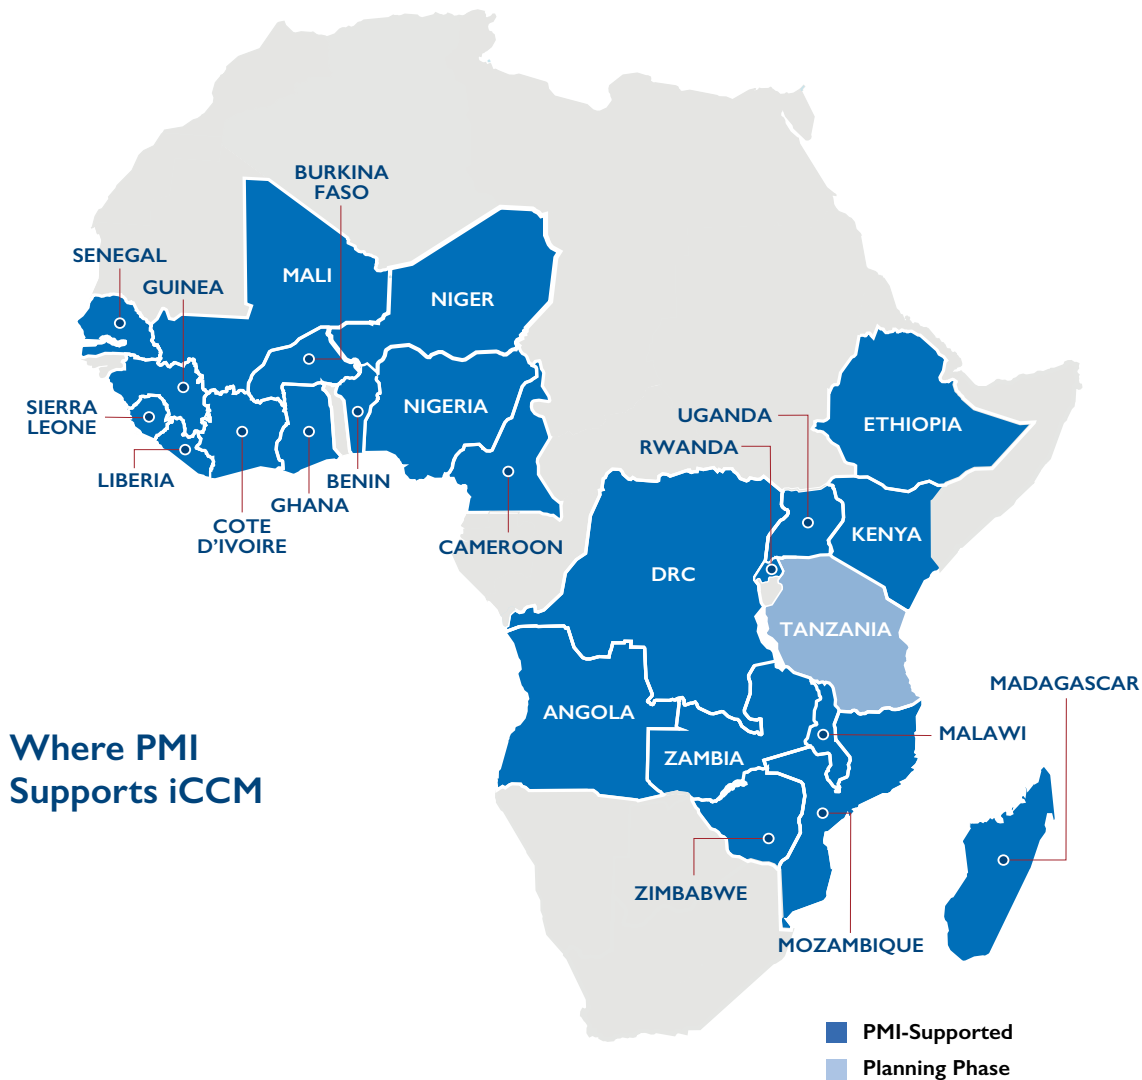 BURKINA
FASO
SENEGAL
GUINEA
MALI
NIGER
SIERRA
LEONE
NIGERIA
UGANDA
ETHIOPIA
RWANDA
LIBERIA
BENIN
GHANA
COTE
D'IVOIRE
CAMEROON
KENYA
DRC
TANZANIA
MADAGASCAR
ANGOLA
MALAWI
ZAMBIA
Where PMI
Supports iCCM
ZIMBABWE
MOZAMBIQUE
PMI-Supported
Planning Phase